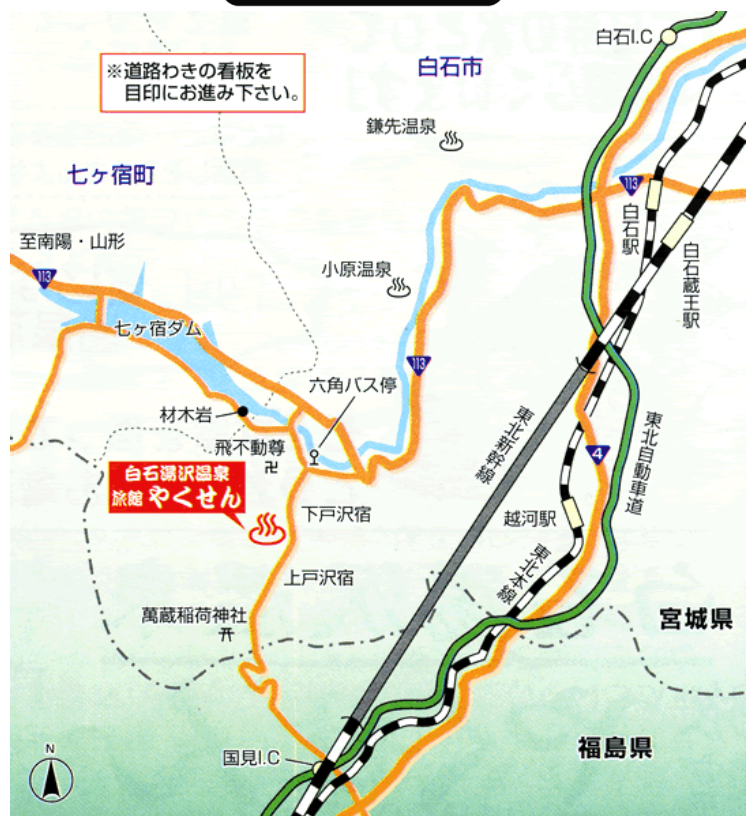 白石I.C
※道路わきの看板を
目印にお進み下さい。
白石市
鎌先温泉
七ヶ宿町
113
白石駅
白石蔵王駅
至南陽・山形
113
小原温泉
七ヶ宿ダム
六角バス停
113
材木岩
飛不動尊
卍
東北新幹線
東北自動車道
4
白石湯沢温泉
旅館 やくせん
下戸沢宿
越河駅
上戸沢宿
東北本線
萬蔵稲荷神社
宮城県
福島県
国見I.C
N